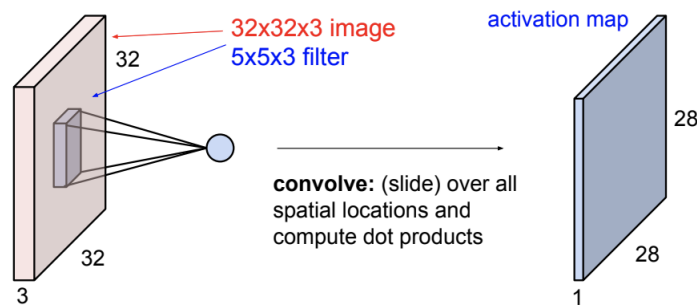 32x32x3 image
5x5x3 filter
32
32
3
convolve: (slide) over all
spatial locations and
compute dot products
activation map
28
28
1